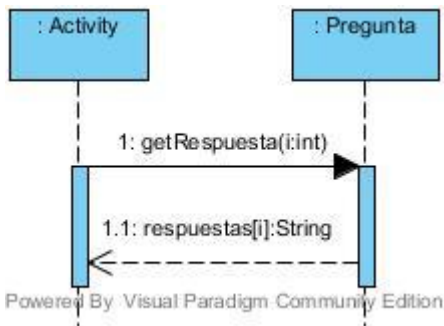 : Activity
: Pregunta
1: getRespuesta(i:int)
1.1: respuestas[i]:String
Powered By Visual Paradigm Community Edition